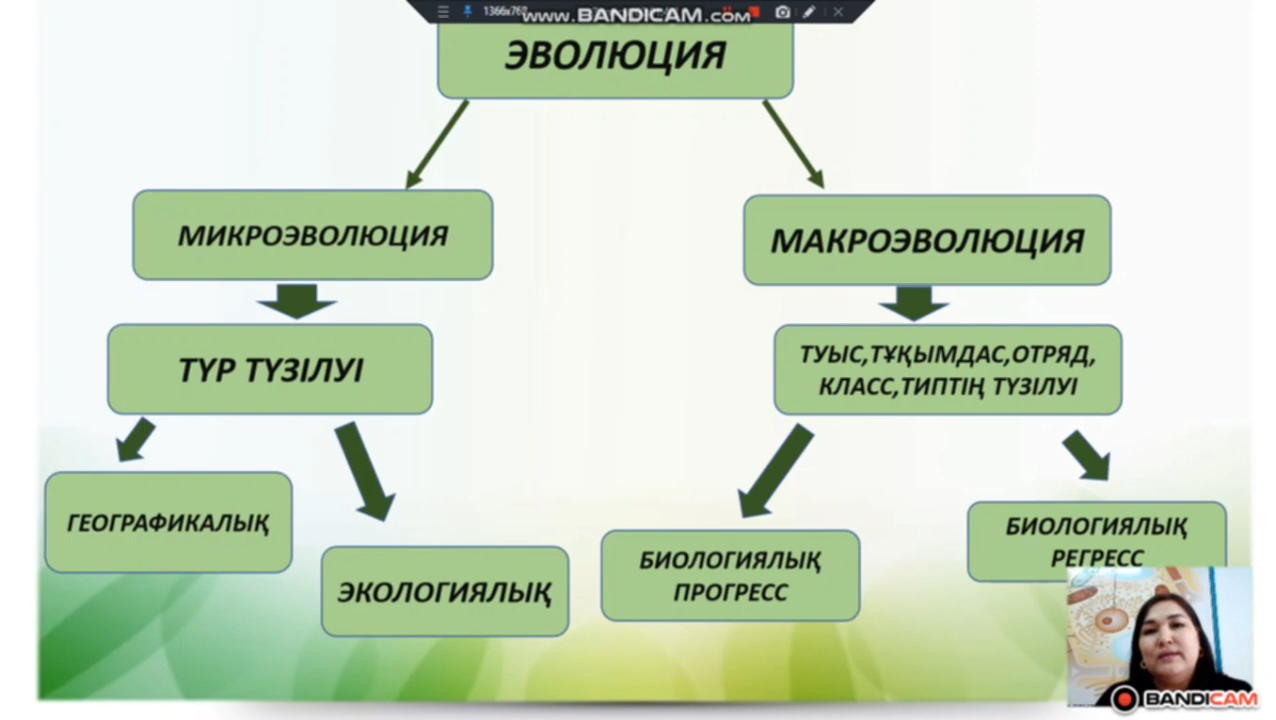 1366x768
www.BANDICAM.com
ЭВОЛЮЦИЯ
МИКРОЭВОЛЮЦИЯ
МАКРОЭВОЛЮЦИЯ
ТҮР ТҮЗІЛУІ
ТУЫС,ТҰҚЫМДАС,ОТРЯД,
КЛАСС,ТИПТІҢ ТҮЗІЛУІ
ГЕОГРАФИКАЛЫҚ
ЭКОЛОГИЯЛЫҚ
БИОЛОГИЯЛЫҚ
ПРОГРЕСС
БИОЛОГИЯЛЫҚ
РЕГРЕСС
BANDICAM